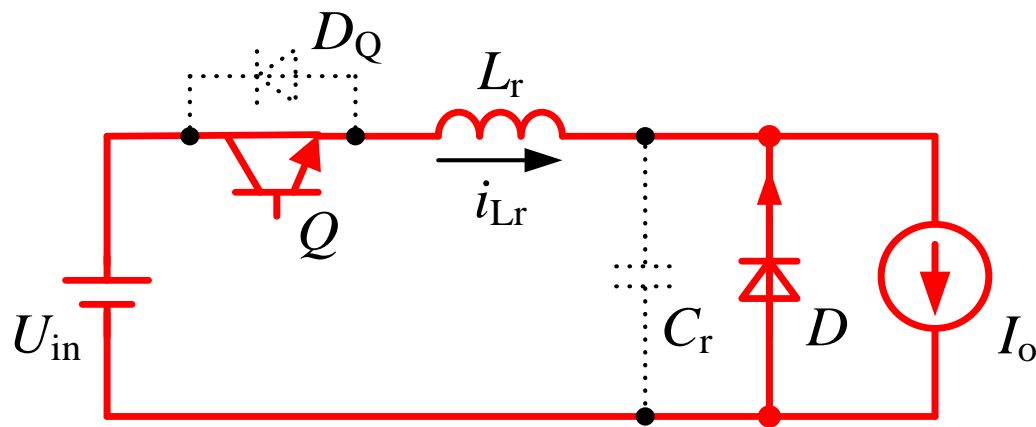 D_Q
L_r
i_Lr
Q
U_in
C_r
D
I_o